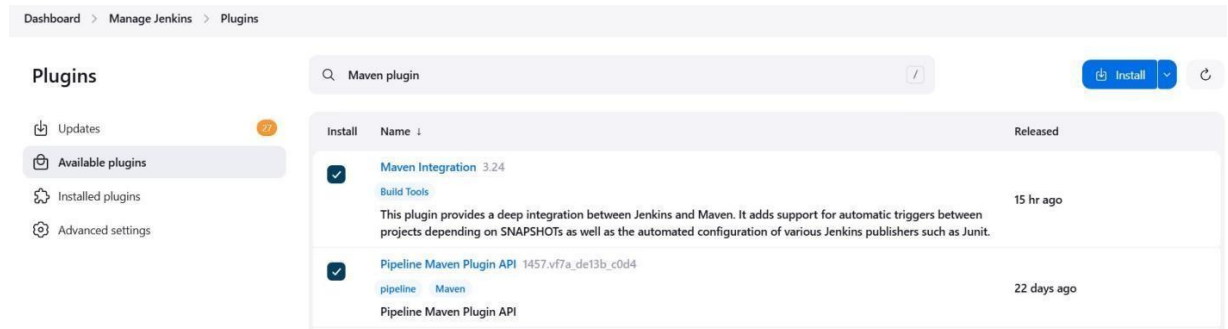 Dashboard > Manage Jenkins > Plugins
Plugins
Maven plugin
/
Install
Updates
27
Available plugins
Installed plugins
Advanced settings
Install Name ↓ Released
Maven Integration 3.24
Build Tools
This plugin provides a deep integration between Jenkins and Maven. It adds support for automatic triggers between
projects depending on SNAPSHOTs as well as the automated configuration of various Jenkins publishers such as Junit.
15 hr ago
Pipeline Maven Plugin API 1457.vf7a_de13b_c0d4
pipeline Maven
Pipeline Maven Plugin API
22 days ago